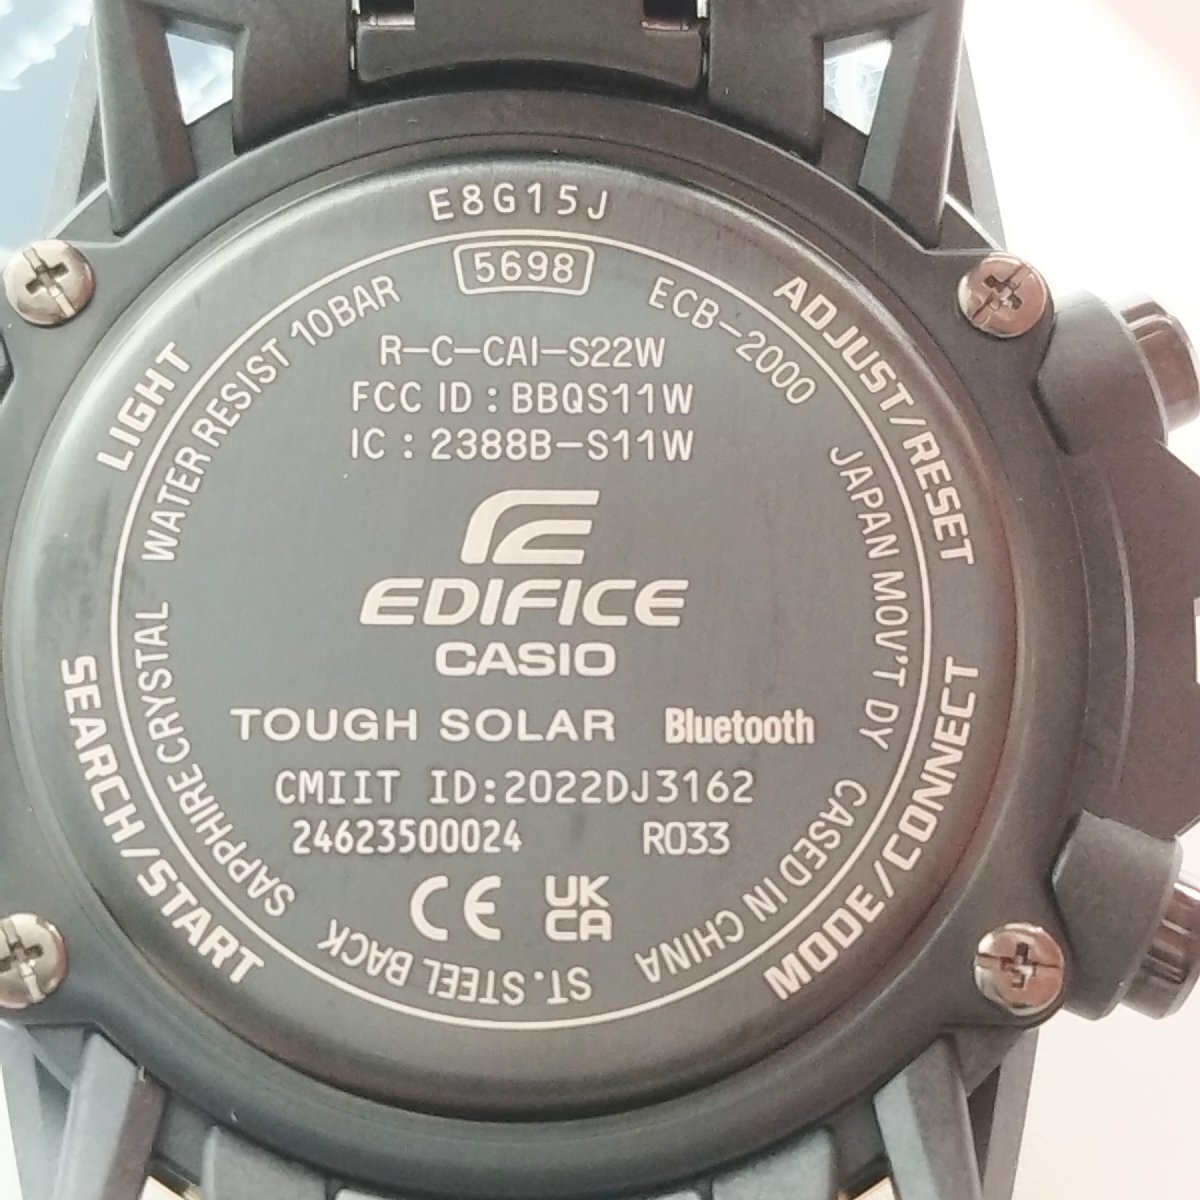 E8G15J
5698
WATER RESIST 10BAR
ECB-2000
LIGHT
ADJUST/RESET
R-C-CAI-S22W
FCC ID : BBQS11W
IC : 2388B-S11W
JAPAN MOV'T DY
EDIFICE
CASIO
TOUGH SOLAR
Bluetooth
CMIIT ID:2022DJ3162
24623500024 R033
CE
UK
CA
SAPPHIRE CRYSTAL
SEARCH/START
CASED IN CHINA
MODE/CONNECT
ST. STEEL BACK